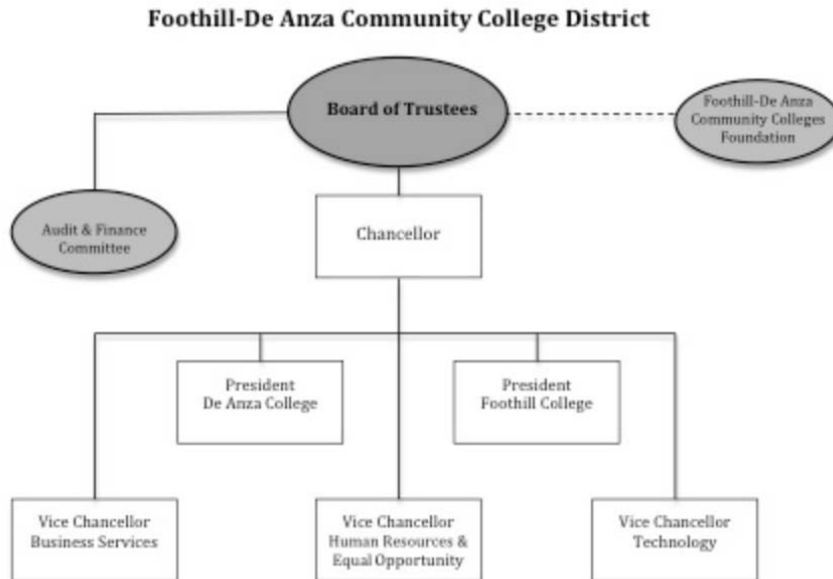 Foothill-De Anza Community College District
Board of Trustees
Foothill-De Anza
Community Colleges
Foundation
Audit & Finance
Committee
Chancellor
President
De Anza College
President
Foothill College
Vice Chancellor
Business Services
Vice Chancellor
Human Resources &
Equal Opportunity
Vice Chancellor
Technology